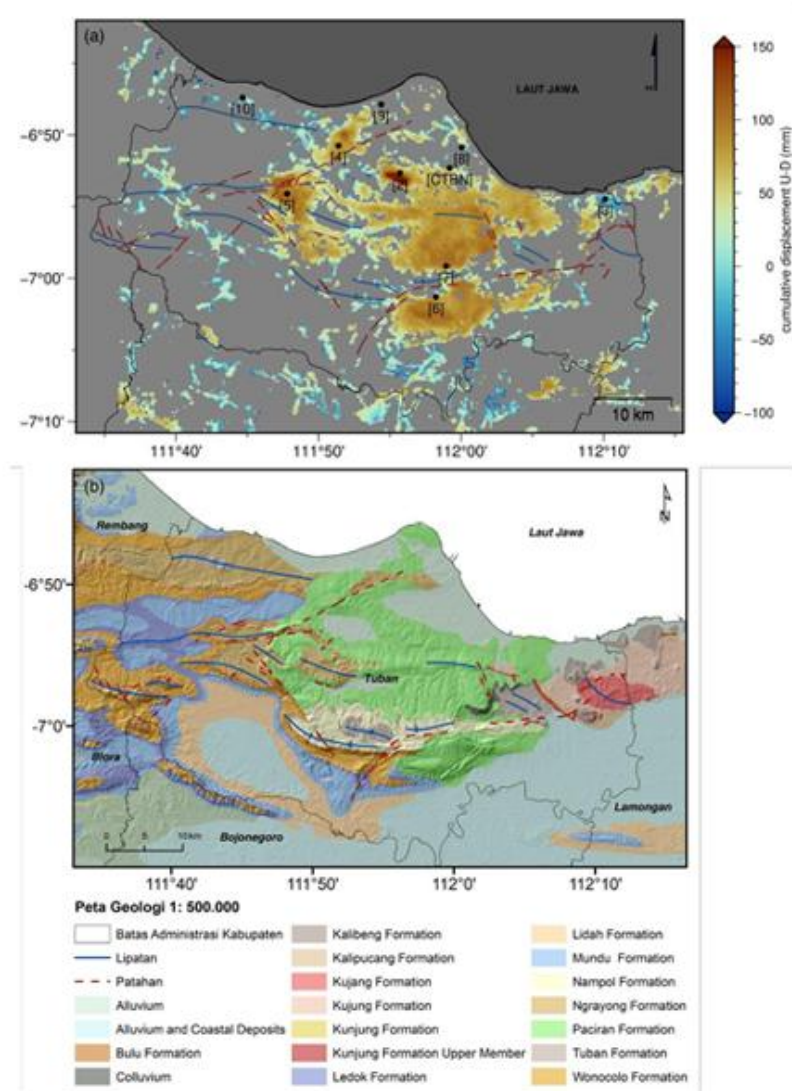 (a)
LAUT JAWA
[10]
[3]
[4]
[8]
[CTBN]
[5]
[9]
[7]
[6]
10 km
-6°50'
-7°00'
-7°10'
111°40' 111°50' 112°00' 112°10'
150
100
50
0
-50
-100
cumulative displacement U-D (mm)
(b)
N
Rembang
Laut Jawa
Tuban
Blora
Bojonegoro
Lamongan
0 5 10 km
-6°50'
-7°0'
111°40' 111°50' 112°0' 112°10'
Peta Geologi 1: 500.000
Batas Administrasi Kabupaten
Lipatan
Patahan
Alluvium
Alluvium and Coastal Deposits
Bulu Formation
Colluvium
Kalibeng Formation
Kalipucang Formation
Kujang Formation
Kujung Formation
Kunjung Formation
Kunjung Formation Upper Member
Ledok Formation
Lidah Formation
Mundu Formation
Nampol Formation
Ngrayong Formation
Paciran Formation
Tuban Formation
Wonocolo Formation